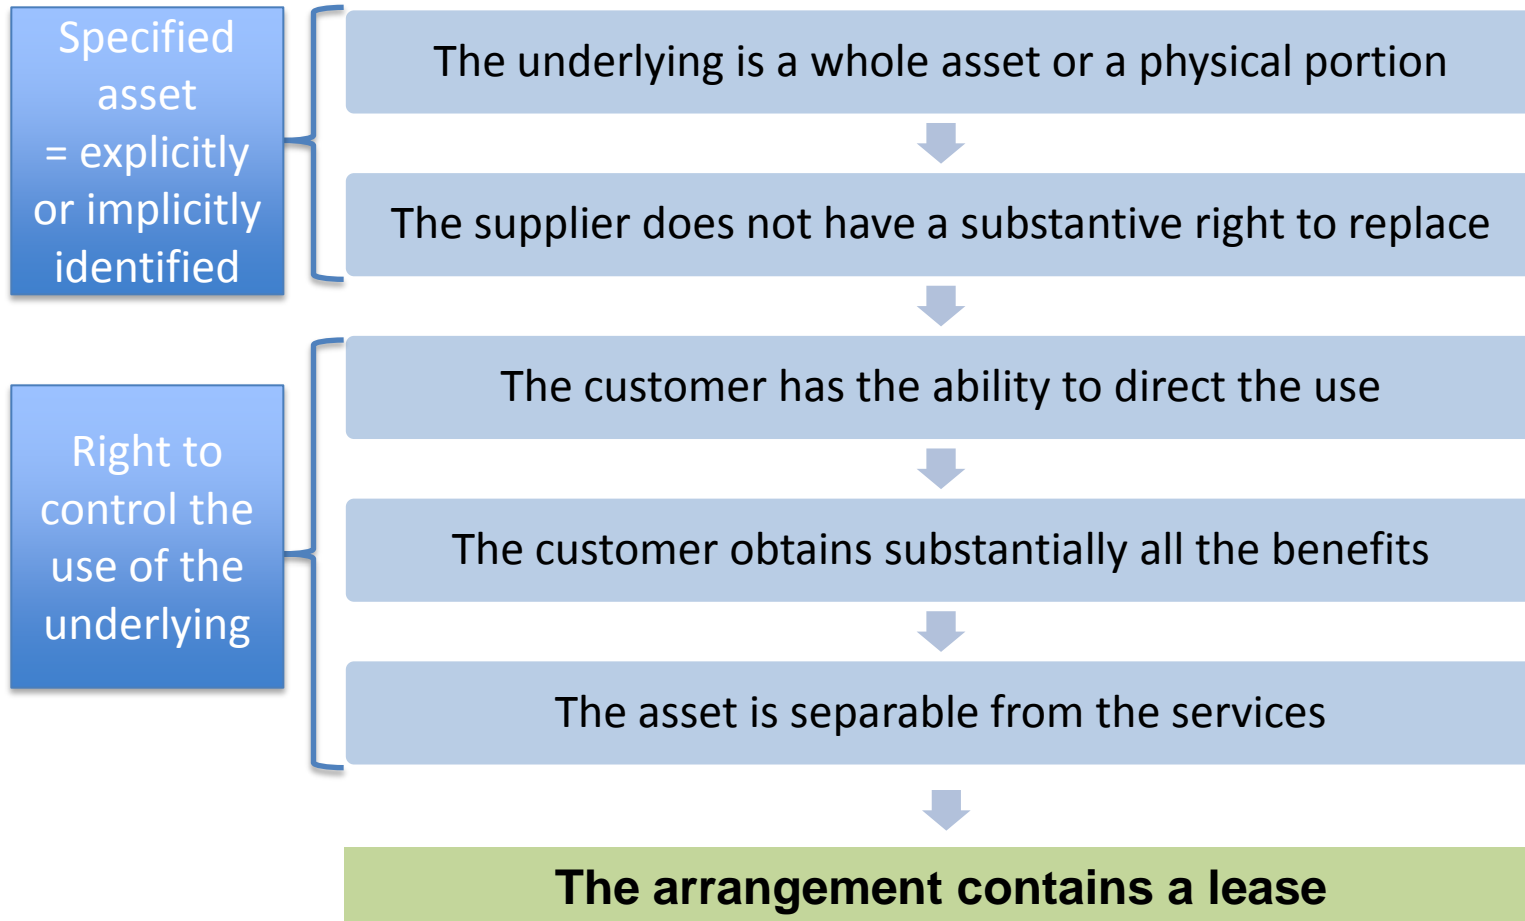 Specified
asset
= explicitly
or implicitly
identified
The underlying is a whole asset or a physical portion
The supplier does not have a substantive right to replace
Right to
control the
use of the
underlying
The customer has the ability to direct the use
The customer obtains substantially all the benefits
The asset is separable from the services
The arrangement contains a lease